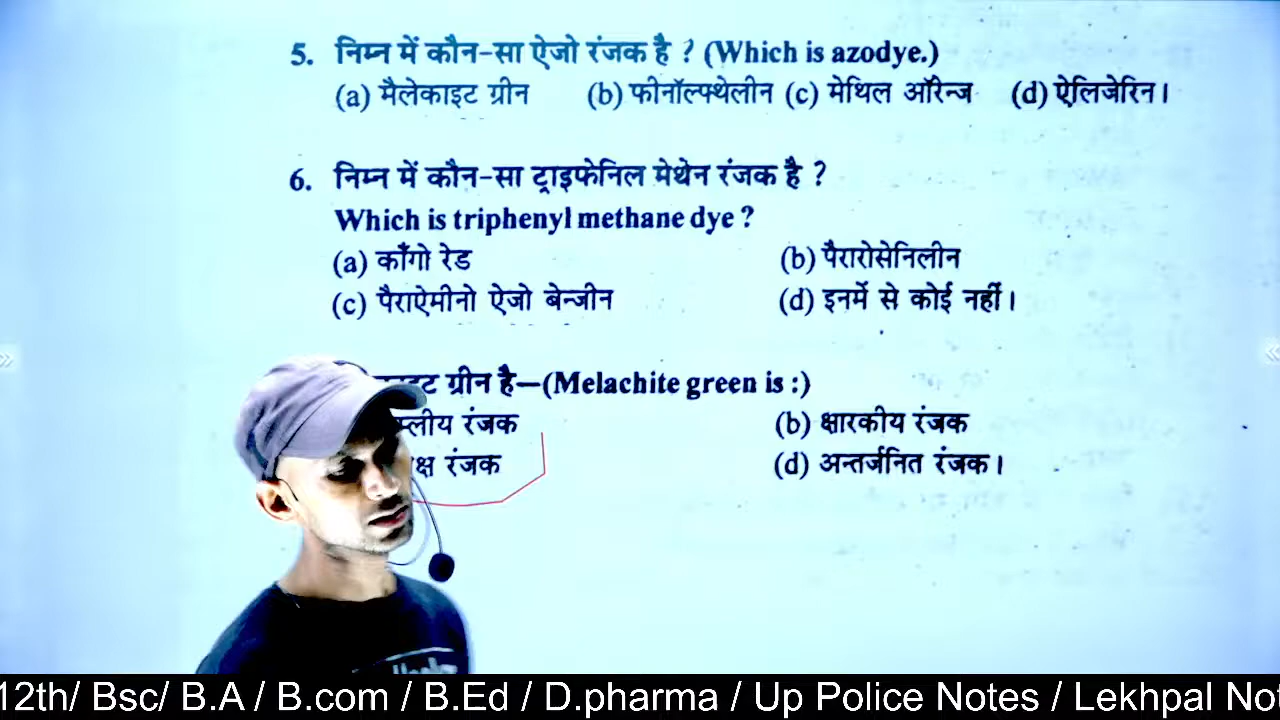 5. निम्न में कौन-सा ऐजो रंजक है ? (Which is azodye.)
(a) मैलेकाइट ग्रीन (b) फीनॉल्फ्थेलीन (c) मेथिल ऑरेन्ज (d) ऐलिजेरिन।
6. निम्न में कौन-सा ट्राइफेनिल मेथेन रंजक है ?
Which is triphenyl methane dye ?
(a) काँगो रेड (b) पैरारोसेनिलीन
(c) पैराऐमीनो ऐजो बेन्जीन (d) इनमें से कोई नहीं।
ग्रीन है—(Melachite green is :)
रंजक (b) क्षारकीय रंजक
रंजक (d) अन्तर्जनित रंजक।
12th/ Bsc/ B.A / B.com / B.Ed / D.pharma / Up Police Notes / Lekhpal